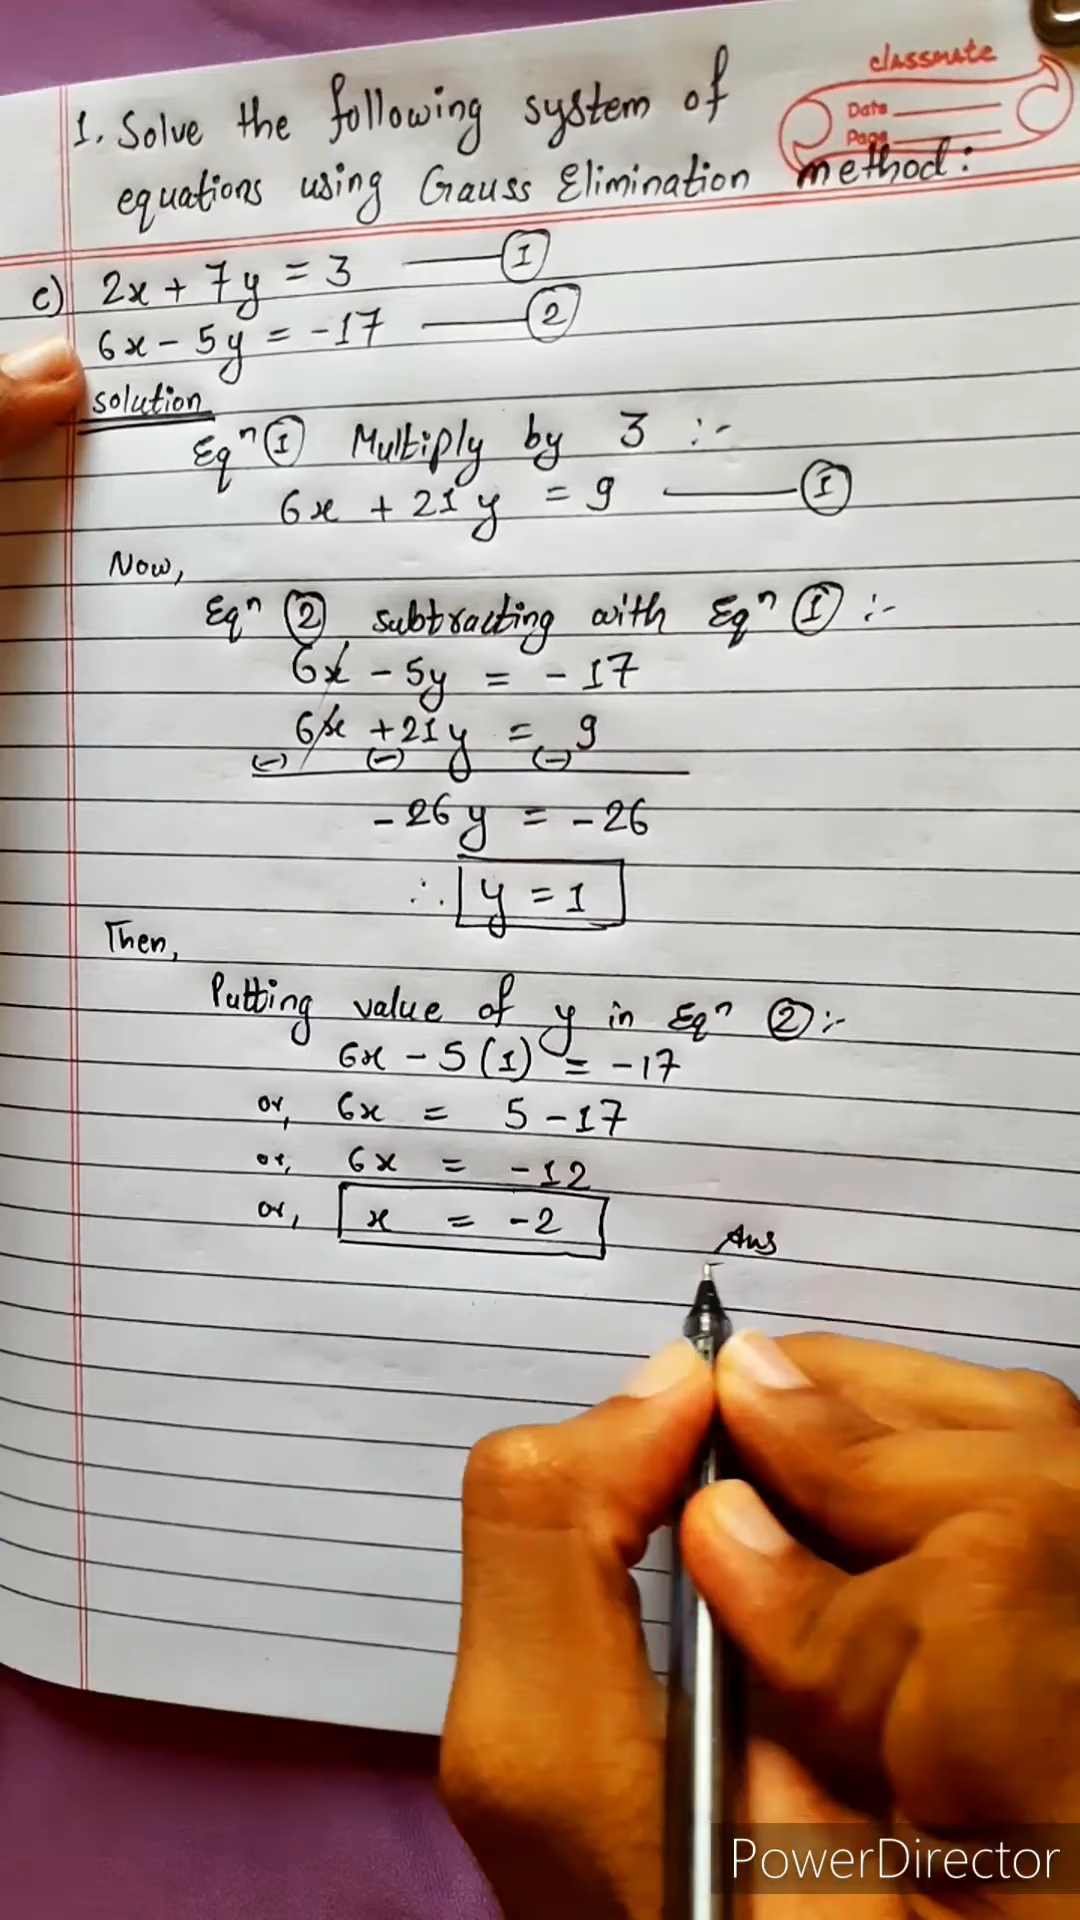 classmate
Date
Page
1. Solve the following system of
equations using Gauss Elimination method:
c) 2x + 7y = 3 —— ①
6x - 5y = -17 —— ②
solution
Eqⁿ ① Multiply by 3 :-
6x + 21y = 9 —— ①
Now,
Eqⁿ ② subtracting with Eqⁿ ① :-
6x - 5y = - 17
6x + 21y = 9
(-) (-) (-)
- 26y = - 26
∴ y = 1
Then,
Putting value of y in Eqⁿ ② :-
6x - 5(1) = -17
or, 6x = 5 - 17
or, 6x = -12
or, x = -2
Ans
PowerDirector